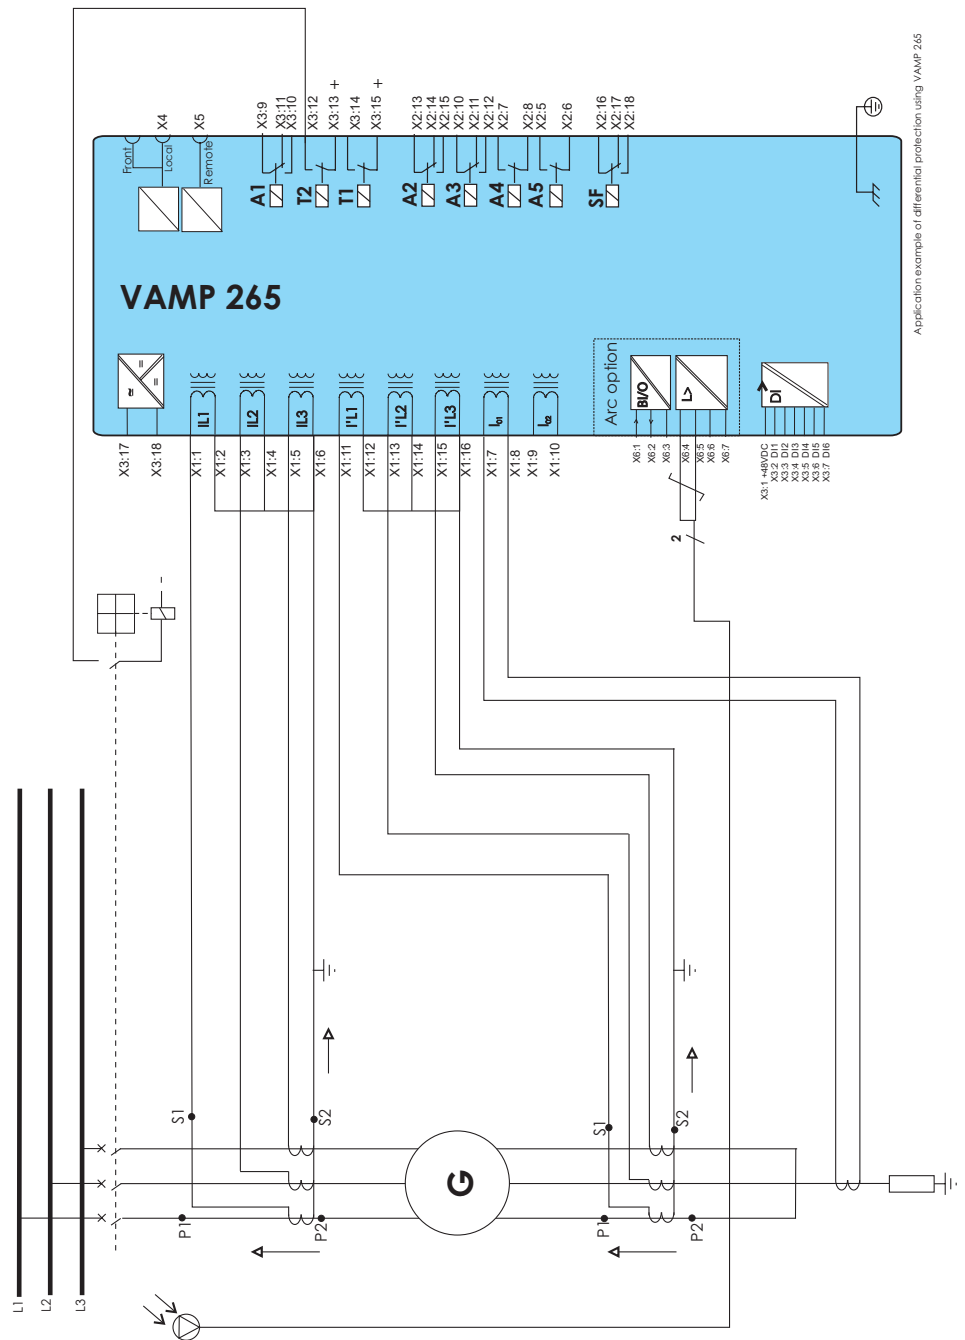 Application example of differential protection using VAMP 265
VAMP 265
Front
X4
Local
X5
Remote
X3:9
X3:11
X3:10
X3:12
X3:13 +
X3:14
X3:15 +
X2:13
X2:14
X2:15
X2:10
X2:11
X2:12
X2:7
X2:8
X2:5
X2:6
X2:16
X2:17
X2:18
A1
T2
T1
A2
A3
A4
A5
SF
IL1
IL2
IL3
I'L1
I'L2
I'L3
I01
I02
Arc option
BI/O
L>
DI
X3:17
X3:18
X1:1
X1:2
X1:3
X1:4
X1:5
X1:6
X1:11
X1:12
X1:13
X1:14
X1:15
X1:16
X1:7
X1:8
X1:9
X1:10
X6:1
X6:2
X6:3
X6:4
X6:5
X6:6
X6:7
X3:1 +48VDC
X3:2 DI1
X3:3 DI2
X3:4 DI3
X3:5 DI4
X3:6 DI5
X3:7 DI6
2
S1
S2
S1
S2
G
P1
P2
P1
P2
L1
L2
L3